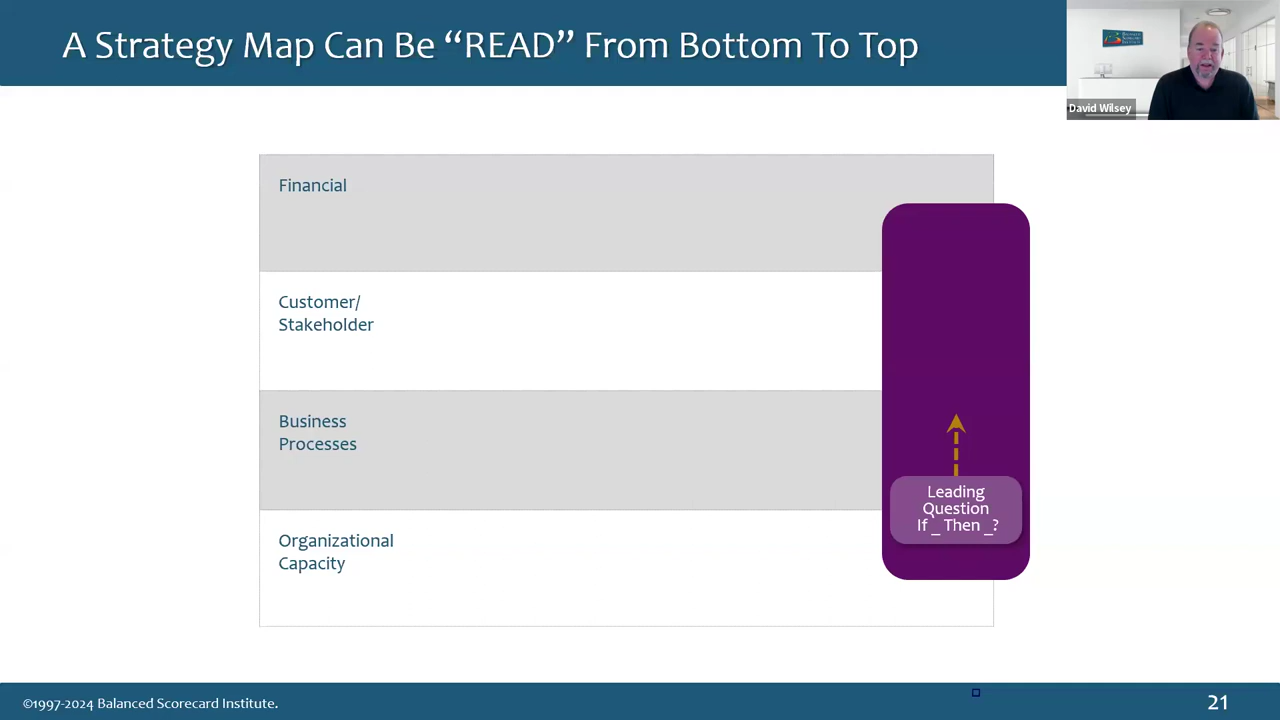 A Strategy Map Can Be “READ” From Bottom To Top
David Wilsey
Financial
Customer/
Stakeholder
Business
Processes
Leading
Question
If _ Then _?
Organizational
Capacity
©1997-2024 Balanced Scorecard Institute.
21